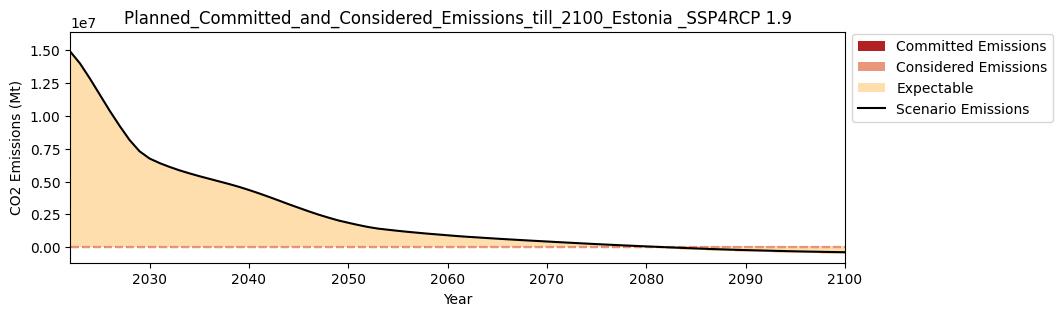 Planned_Committed_and_Considered_Emissions_till_2100_Estonia _SSP4RCP 1.9
1e7
1.50
1.25
1.00
0.75
0.50
0.25
0.00
CO2 Emissions (Mt)
2030 2040 2050 2060 2070 2080 2090 2100
Year
Committed Emissions
Considered Emissions
Expectable
Scenario Emissions